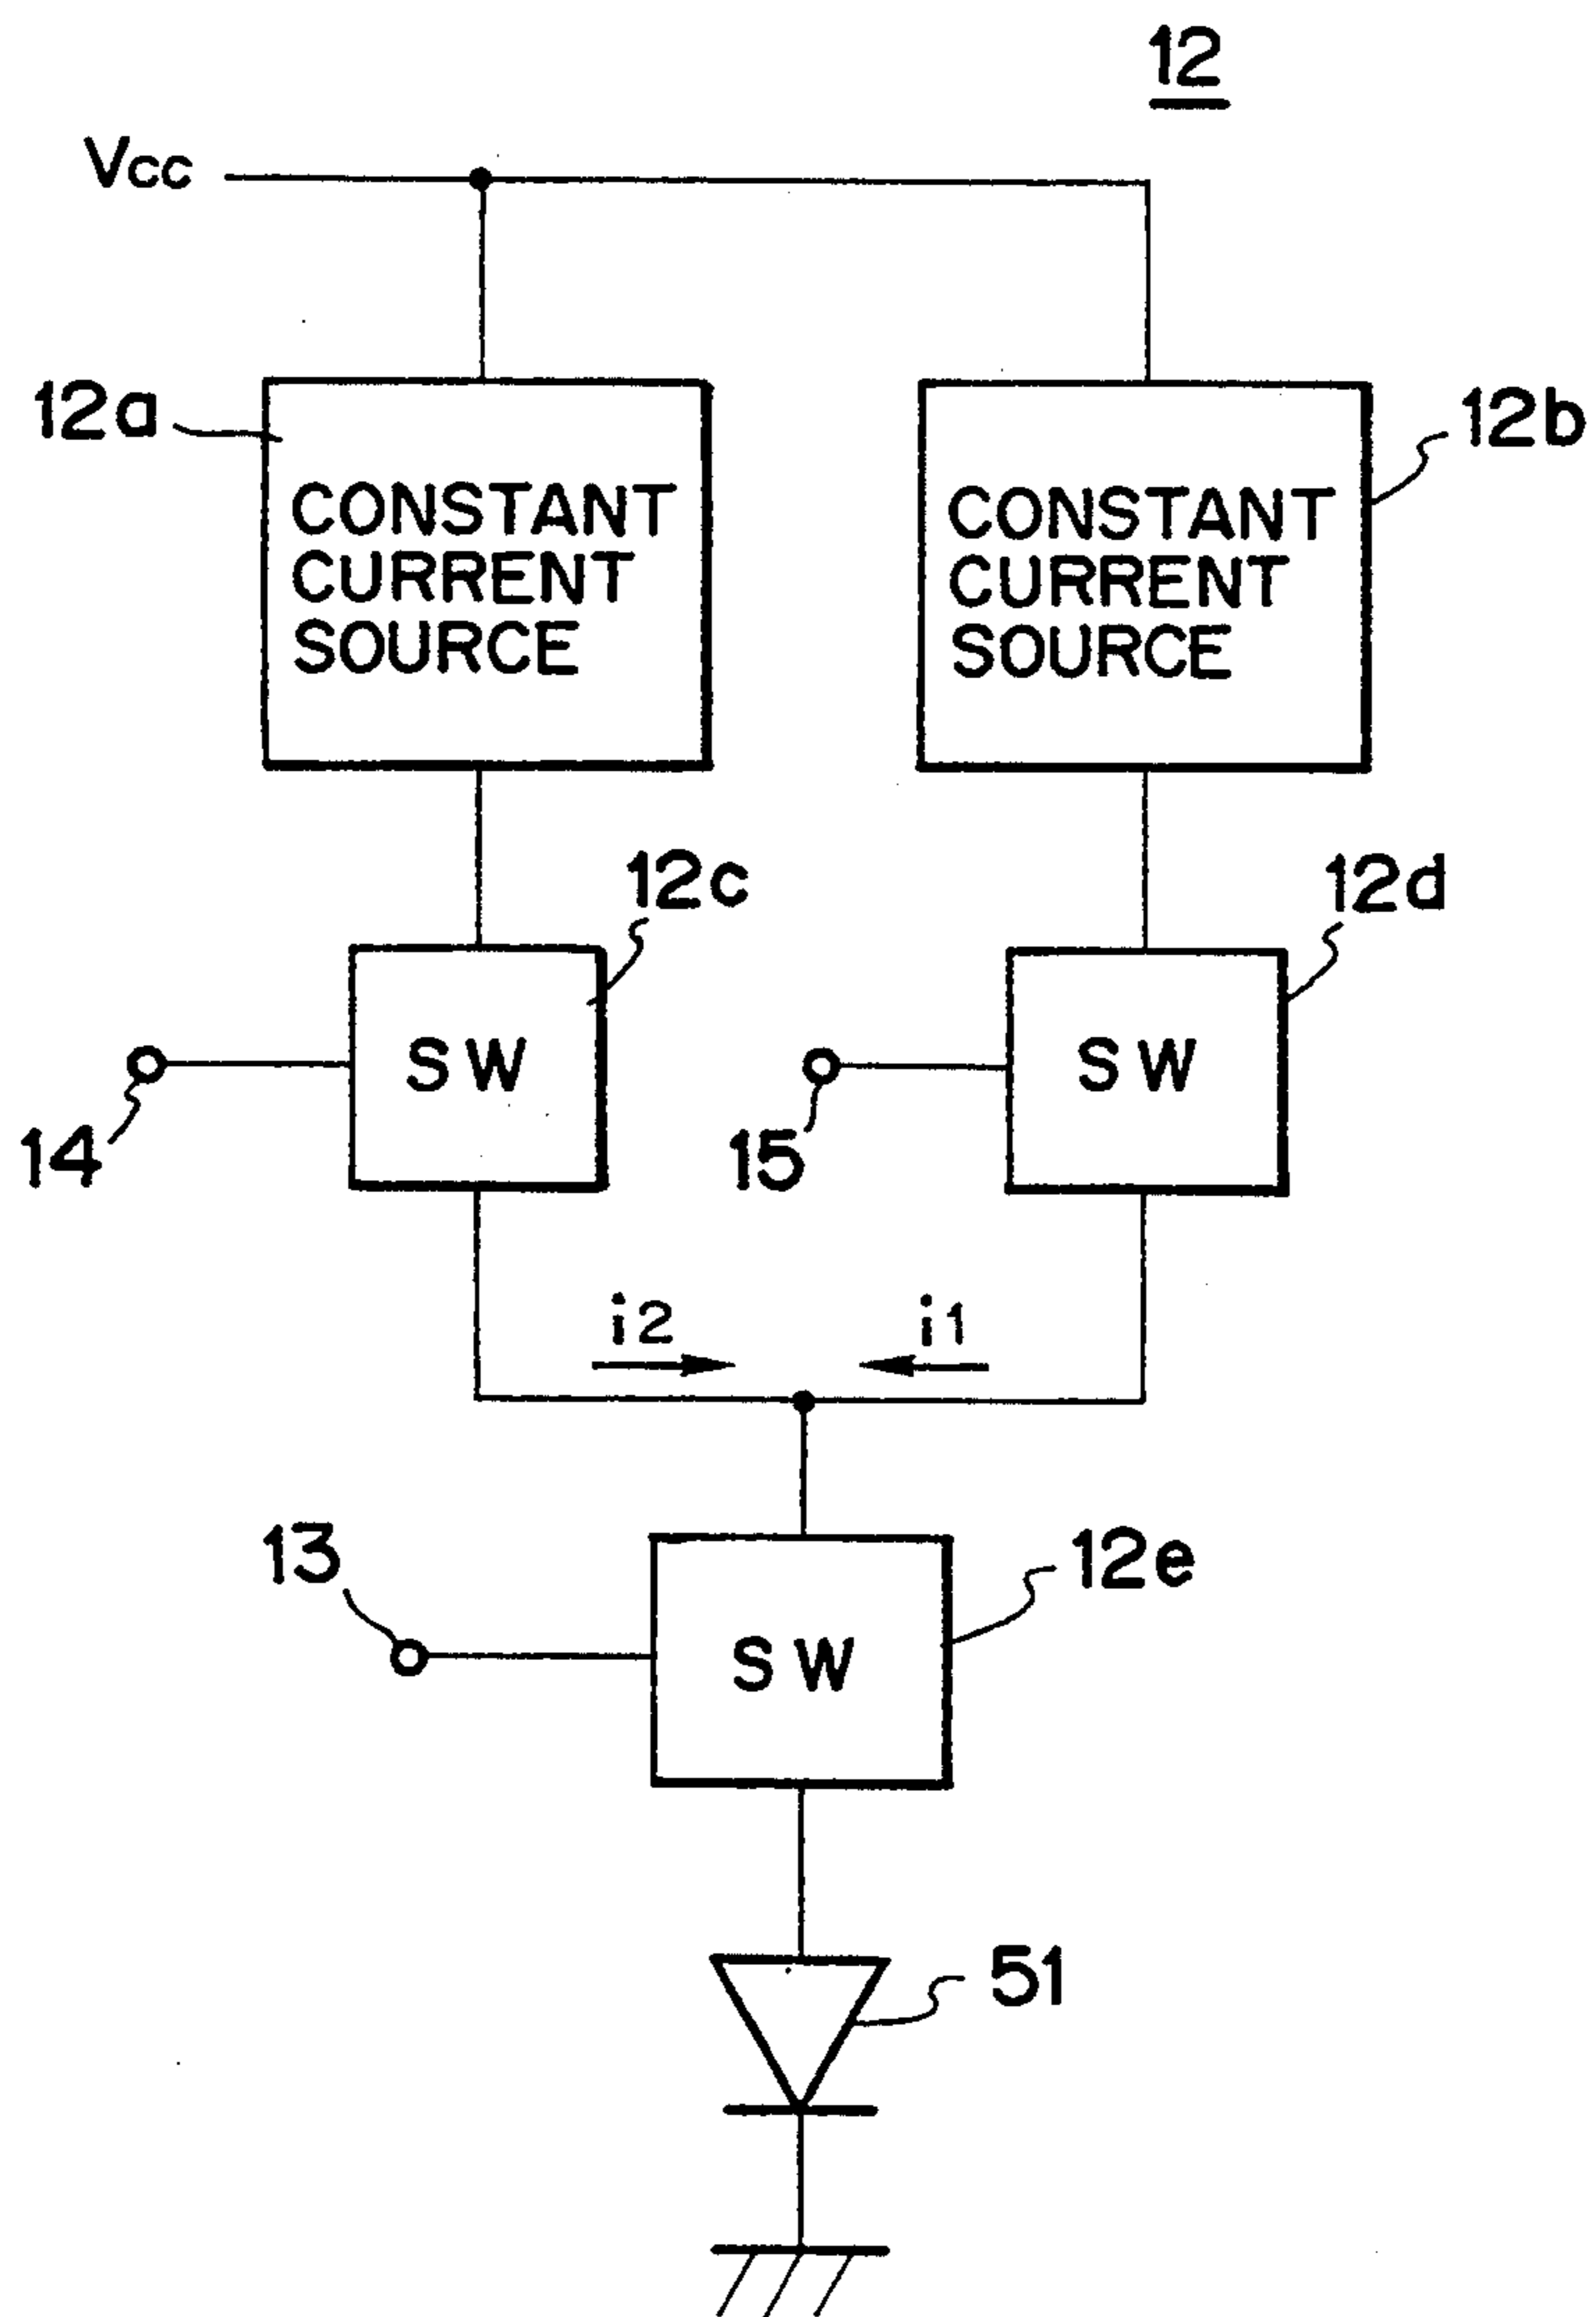 12
Vcc
12a
12b
CONSTANT
CURRENT
SOURCE
CONSTANT
CURRENT
SOURCE
12c
12d
SW
SW
14
15
i2
i1
13
12e
SW
51